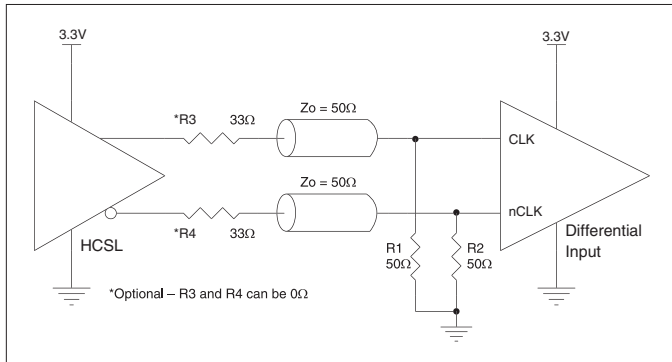 3.3V
3.3V
*R3 33Ω
Zo = 50Ω
CLK
Zo = 50Ω
nCLK
HCSL
*R4 33Ω
R1
50Ω
R2
50Ω
Differential
Input
*Optional – R3 and R4 can be 0Ω